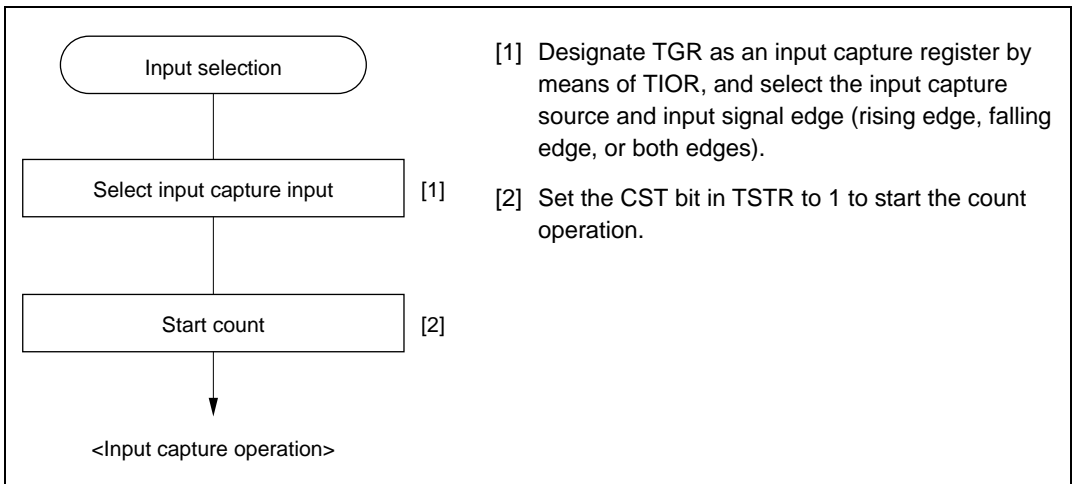 Input selection
Select input capture input
[1]
Start count
[2]
<Input capture operation>
[1] Designate TGR as an input capture register by
means of TIOR, and select the input capture
source and input signal edge (rising edge, falling
edge, or both edges).
[2] Set the CST bit in TSTR to 1 to start the count
operation.